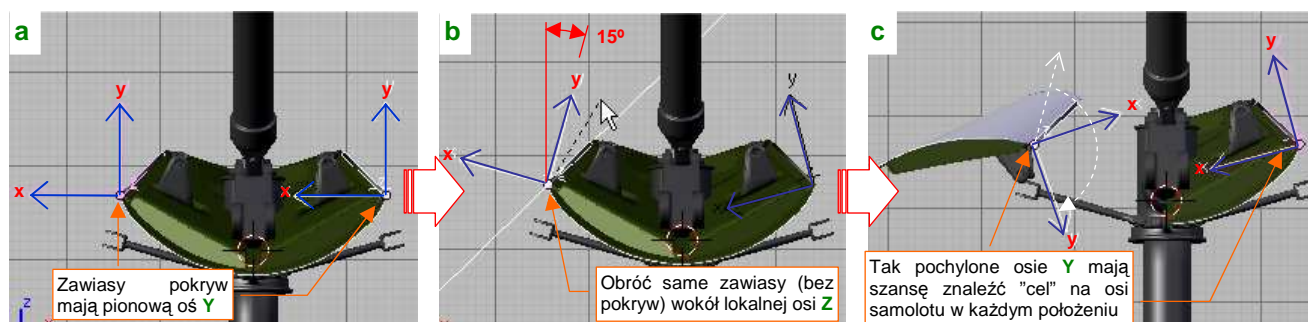 a
b
c
15º
y
y
y
y
y
x
x
x
x
x
y
Zawiasy pokryw
mają pionową oś Y
Obróć same zawiasy (bez
pokryw) wokół lokalnej osi Z
Tak pochylone osie Y mają
szansę znaleźć ”cel” na osi
samolotu w każdym położeniu
z